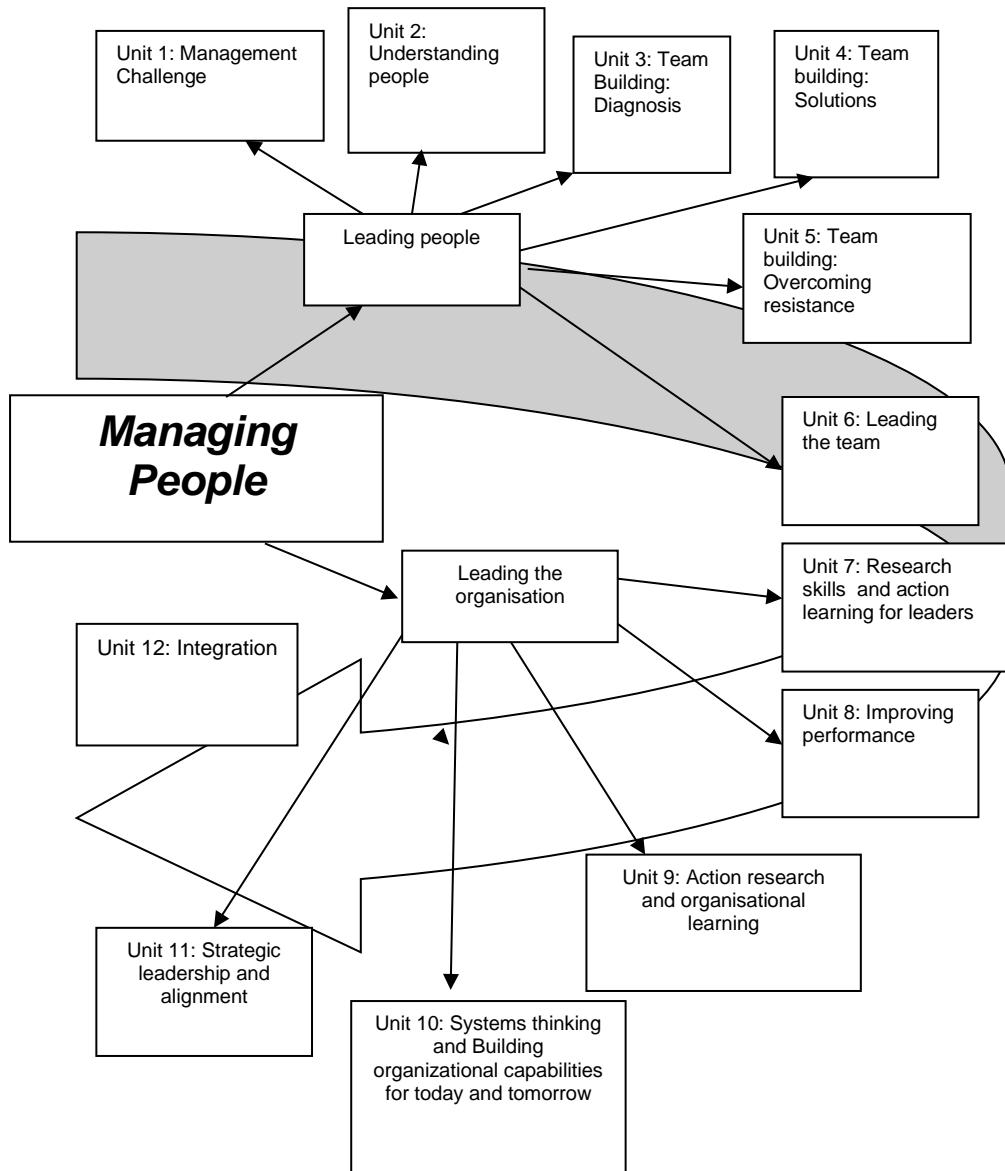 Unit 1: Management
Challenge
Unit 2:
Understanding
people
Unit 3: Team
Building:
Diagnosis
Unit 4: Team
building:
Solutions
Leading people
Unit 5: Team
building:
Overcoming
resistance
Managing
People
Unit 6: Leading
the team
Leading the
organisation
Unit 7: Research
skills  and action
learning for leaders
Unit 12: Integration
Unit 8: Improving
performance
Unit 9: Action research
and organisational
learning
Unit 11: Strategic
leadership and
alignment
Unit 10: Systems thinking
and Building
organizational capabilities
for today and tomorrow